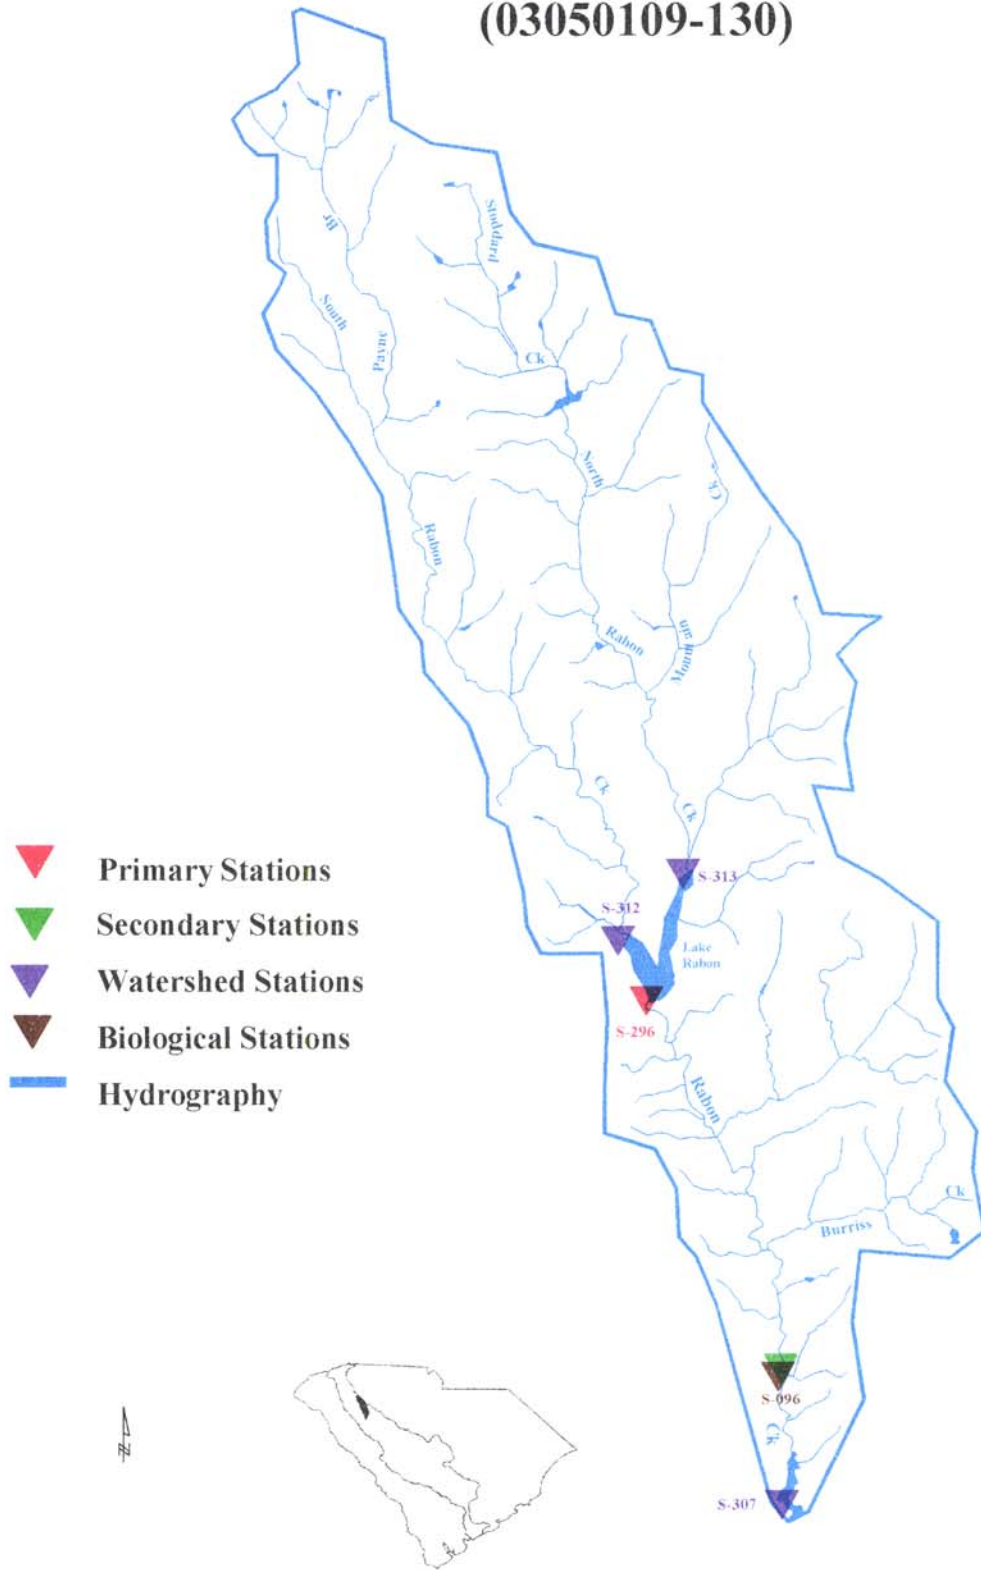 (03050109-130)
Br
Stoddard
South
Payne
Ck
North
Ck
Rabon
Rabon
Mountain
Ck
Ck
S-313
S-312
Lake
Rabon
S-296
Rabon
Ck
Burriss
S-096
Ck
S-307
Primary Stations
Secondary Stations
Watershed Stations
Biological Stations
Hydrography
N